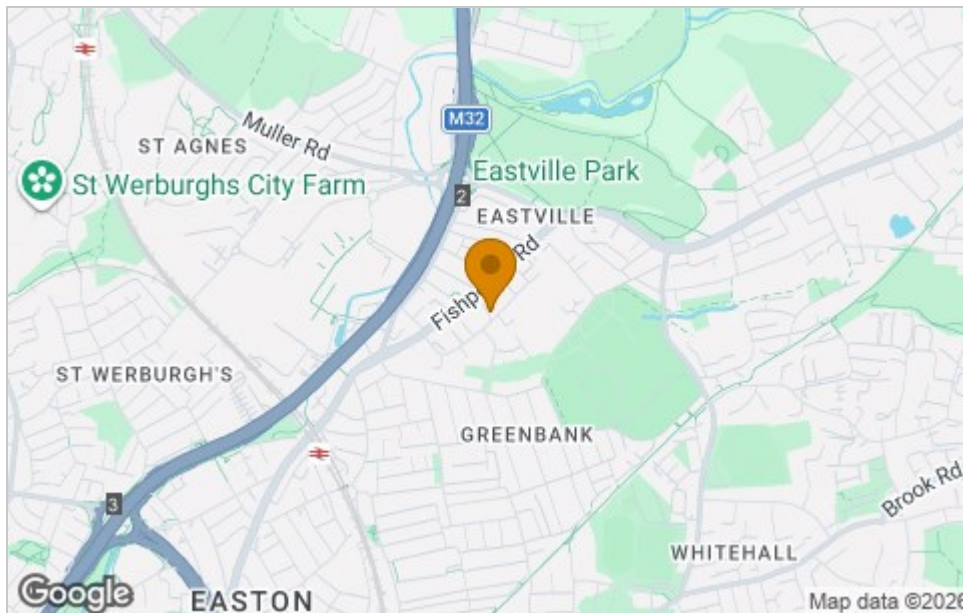 M32
Muller Rd
ST AGNES
St Werburghs City Farm
Eastville Park
2
EASTVILLE
Rd
ST WERBURGH'S
GREENBANK
3
Brook Rd
WHITEHALL
EASTON
Google
Map data ©2026